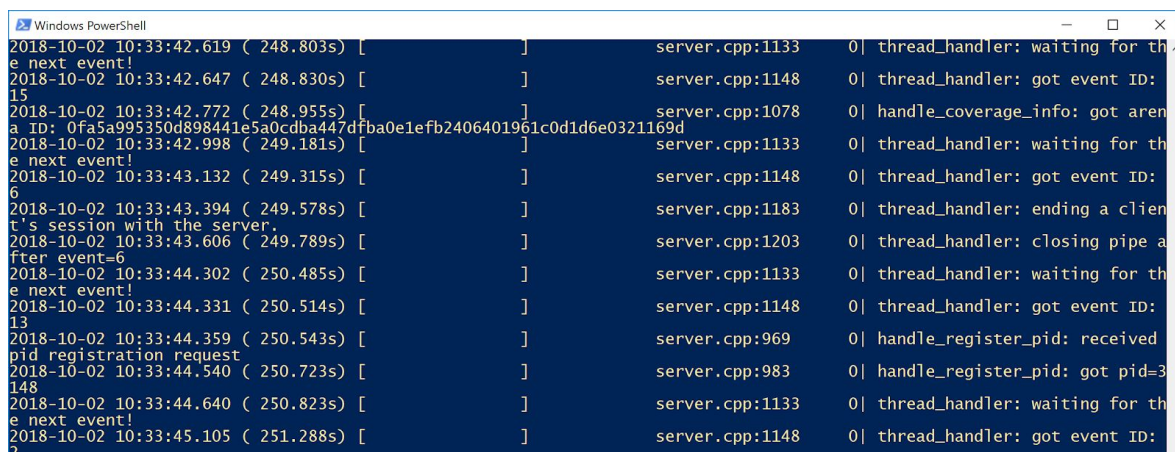 Windows PowerShell
2018-10-02 10:33:42.619 ( 248.803s) [                ]             server.cpp:1133     0| thread_handler: waiting for th
e next event!
2018-10-02 10:33:42.647 ( 248.830s) [                ]             server.cpp:1148     0| thread_handler: got event ID:
15
2018-10-02 10:33:42.772 ( 248.955s) [                ]             server.cpp:1078     0| handle_coverage_info: got aren
a ID: 0fa5a995350d898441e5a0cdba447dfba0e1efb2406401961c0d1d6e0321169d
2018-10-02 10:33:42.998 ( 249.181s) [                ]             server.cpp:1133     0| thread_handler: waiting for th
e next event!
2018-10-02 10:33:43.132 ( 249.315s) [                ]             server.cpp:1148     0| thread_handler: got event ID:
6
2018-10-02 10:33:43.394 ( 249.578s) [                ]             server.cpp:1183     0| thread_handler: ending a clien
t's session with the server.
2018-10-02 10:33:43.606 ( 249.789s) [                ]             server.cpp:1203     0| thread_handler: closing pipe a
fter event=6
2018-10-02 10:33:44.302 ( 250.485s) [                ]             server.cpp:1133     0| thread_handler: waiting for th
e next event!
2018-10-02 10:33:44.331 ( 250.514s) [                ]             server.cpp:1148     0| thread_handler: got event ID:
13
2018-10-02 10:33:44.359 ( 250.543s) [                ]             server.cpp:969      0| handle_register_pid: received
pid registration request
2018-10-02 10:33:44.540 ( 250.723s) [                ]             server.cpp:983      0| handle_register_pid: got pid=3
148
2018-10-02 10:33:44.640 ( 250.823s) [                ]             server.cpp:1133     0| thread_handler: waiting for th
e next event!
2018-10-02 10:33:45.105 ( 251.288s) [                ]             server.cpp:1148     0| thread_handler: got event ID: